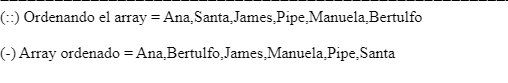 (::) Ordenando el array = Ana,Santa,James,Pipe,Manuela,Bertulfo
(-) Array ordenado = Ana,Bertulfo,James,Manuela,Pipe,Santa